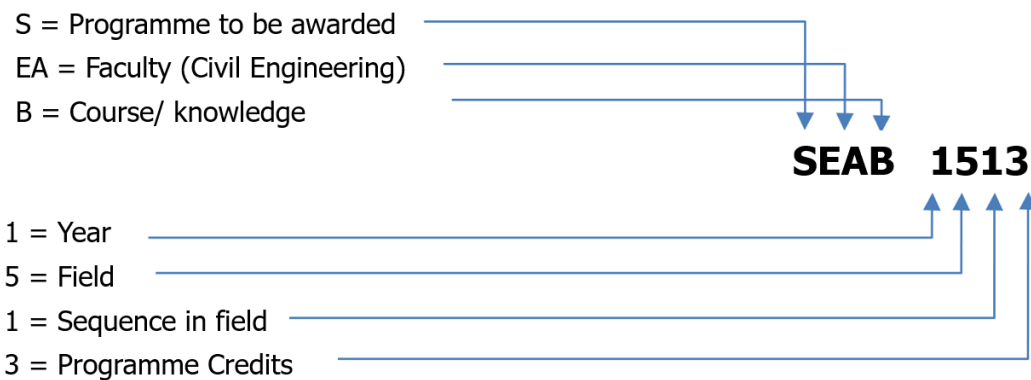 S = Programme to be awarded
EA = Faculty (Civil Engineering)
B = Course/ knowledge
SEAB 1513
1 = Year
5 = Field
1 = Sequence in field
3 = Programme Credits